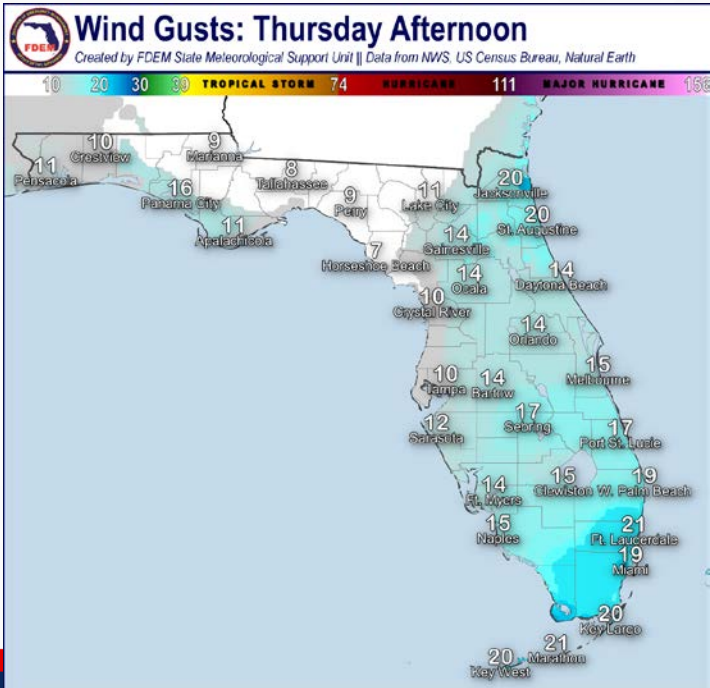 FDEM
Wind Gusts: Thursday Afternoon
Created by FDEM State Meteorological Support Unit || Data from NWS, US Census Bureau, Natural Earth
10 20 30 39 TROPICAL STORM 74 HURRICANE 111 MAJOR HURRICANE 156
10
Crestview
9
Marianna
11
Pensacola
8
Tallahassee
16
Panama City
9
Perry
11
Lake City
20
Jacksonville
11
Apalachicola
20
St. Augustine
7
Horseshoe Beach
14
Gainesville
14
Ocala
14
Daytona Beach
10
Crystal River
14
Orlando
10
Tampa
14
Bartow
15
Melbourne
12
Sarasota
17
Sebring
17
Port St. Lucie
14
Ft. Myers
15
Clewiston
19
W. Palm Beach
15
Naples
21
Ft. Lauderdale
19
Miami
20
Key Largo
21
Marathon
20
Key West